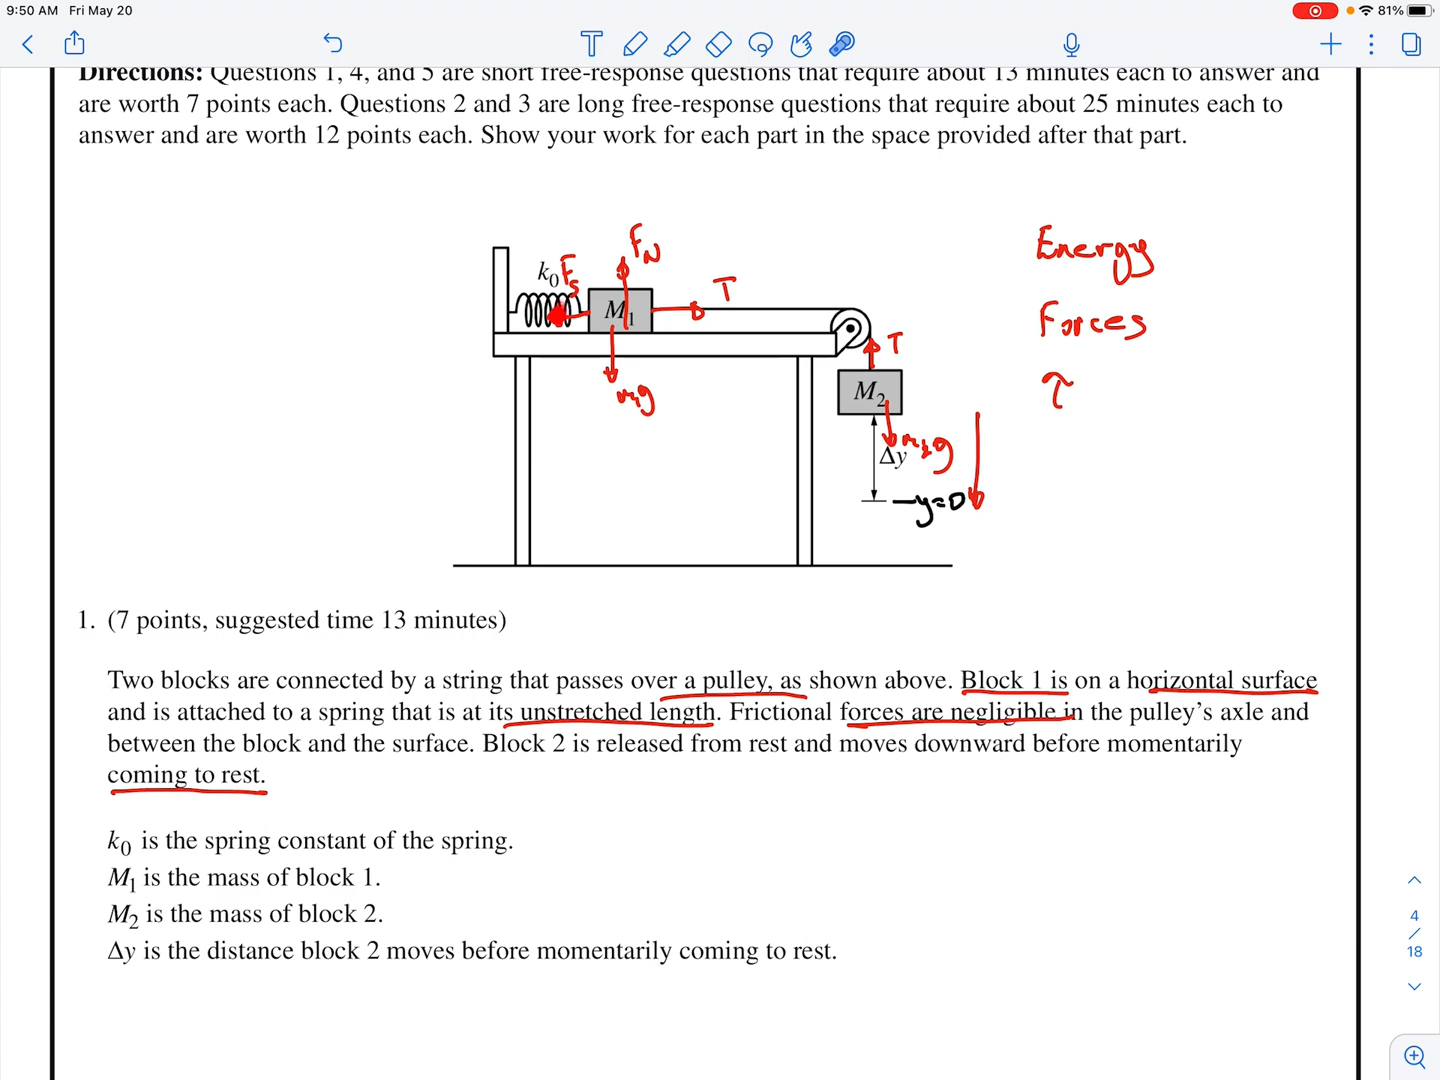 9:50 AM Fri May 20
81%
Directions: Questions 1, 4, and 5 are short free-response questions that require about 13 minutes each to answer and
are worth 7 points each. Questions 2 and 3 are long free-response questions that require about 25 minutes each to
answer and are worth 12 points each. Show your work for each part in the space provided after that part.
FN
Energy
k0 Fs
T
M1
Forces
T
τ
M2
m1g
m2g
Δy
y=0
1. (7 points, suggested time 13 minutes)
Two blocks are connected by a string that passes over a pulley, as shown above. Block 1 is on a horizontal surface
and is attached to a spring that is at its unstretched length. Frictional forces are negligible in the pulley's axle and
between the block and the surface. Block 2 is released from rest and moves downward before momentarily
coming to rest.
k0 is the spring constant of the spring.
M1 is the mass of block 1.
M2 is the mass of block 2.
Δy is the distance block 2 moves before momentarily coming to rest.
4
/
18